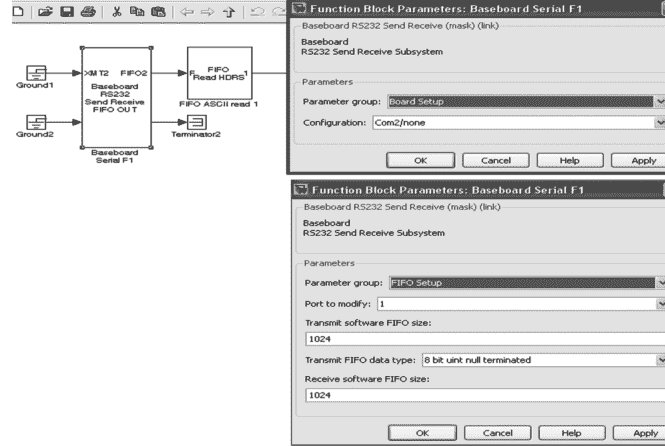 Function Block Parameters: Baseboard Serial F1
Baseboard RS232 Send Receive (mask) (link)
Baseboard
RS232 Send Receive Subsystem
Parameters
Parameter group: Board Setup
Configuration: Com2/none
OK Cancel Help Apply
Ground1
XMT2 FIFO2
Baseboard
RS232
Send Receive
FIFO OUT
Baseboard
Serial F1
F FIFO 1
Read HDRS
FIFO ASCII read 1
Ground2
Terminator2
Function Block Parameters: Baseboard Serial F1
Baseboard RS232 Send Receive (mask) (link)
Baseboard
RS232 Send Receive Subsystem
Parameters
Parameter group: FIFO Setup
Port to modify: 1
Transmit software FIFO size:
1024
Transmit FIFO data type: 8 bit uint null terminated
Receive software FIFO size:
1024
OK Cancel Help Apply